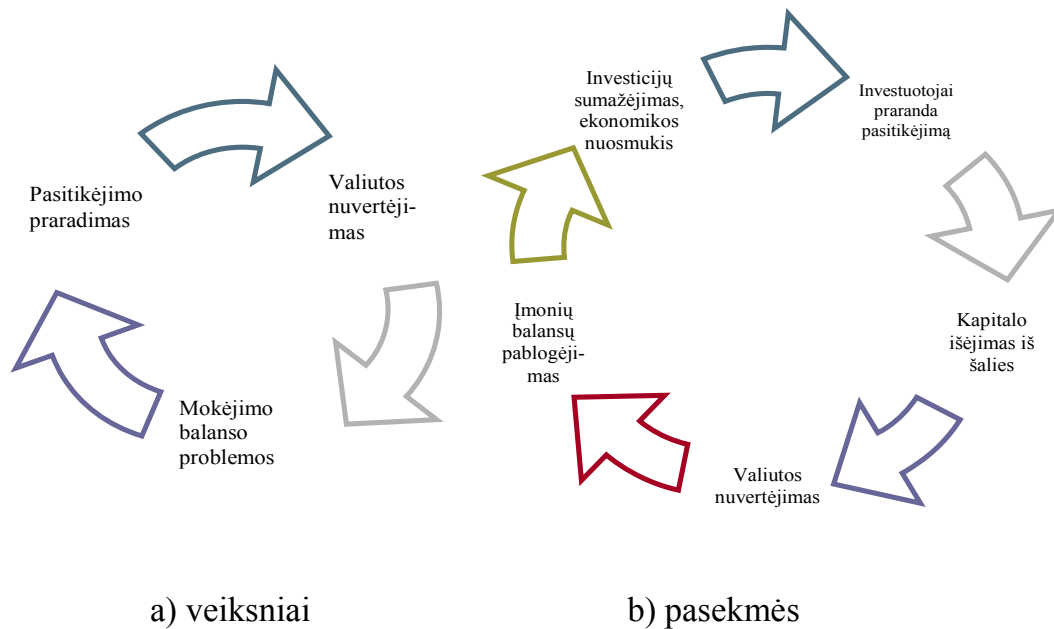 Pasitikėjimo
praradimas
Valiutos
nuvertėji-
mas
Mokėjimo
balanso
problemos
a) veiksniai
Investicijų
sumažėjimas,
ekonomikos
nuosmukis
Investuotojai
praranda
pasitikėjimą
Kapitalo
išėjimas iš
šalies
Valiutos
nuvertėjimas
Įmonių
balansų
pablogėji-
mas
b) pasekmės